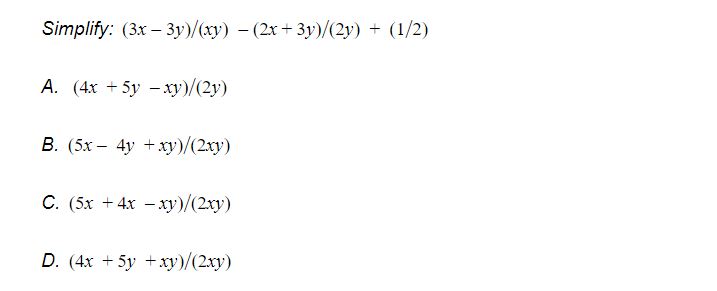 Simplify: (3x – 3y)/(xy) – (2x + 3y)/(2y) + (1/2)
A. (4x + 5y – xy)/(2y)
B. (5x – 4y + xy)/(2xy)
C. (5x + 4x – xy)/(2xy)
D. (4x + 5y + xy)/(2xy)